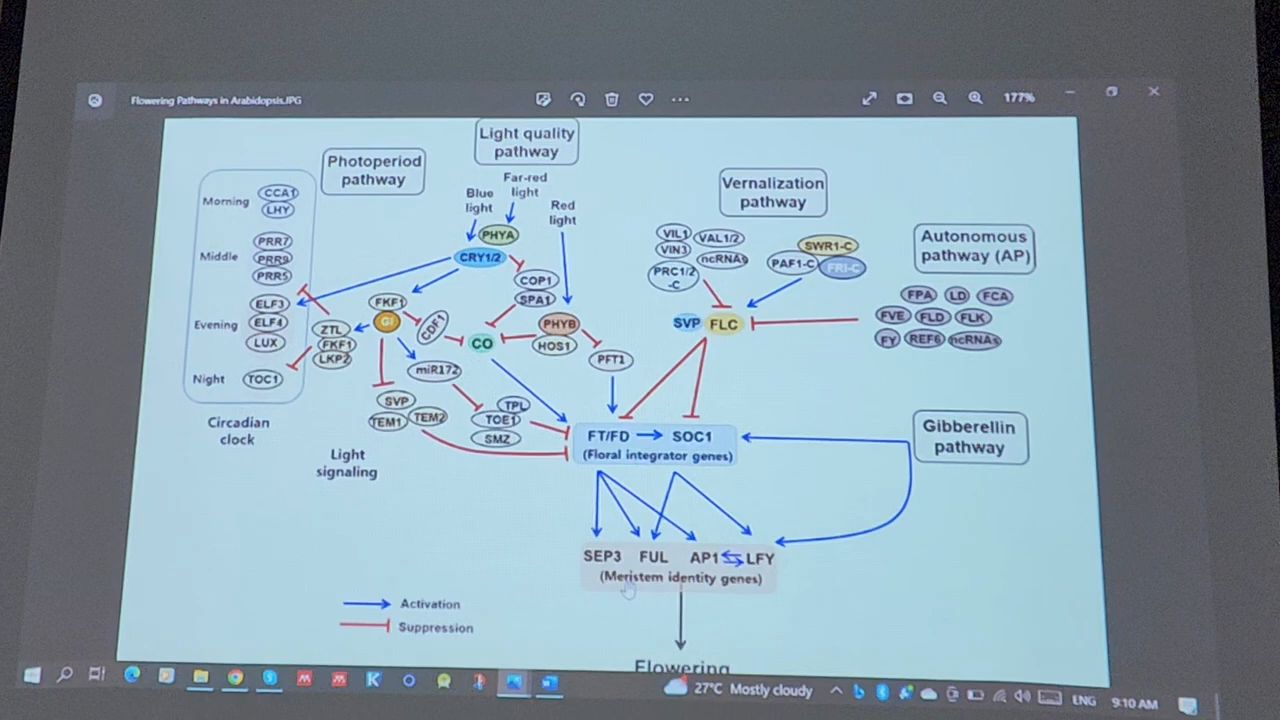 Flowering Pathways in Arabidopsis.JPG
177%
Light quality
pathway
Photoperiod
pathway
Vernalization
pathway
Autonomous
pathway (AP)
Gibberellin
pathway
Morning
CCA1
LHY
Middle
PRR7
PRR9
PRR5
Evening
ELF3
ELF4
LUX
Night
TOC1
Circadian
clock
Blue
light
Far-red
light
Red
light
PHYA
CRY1/2
COP1
SPA1
FKF1
GI
CDF1
CO
PHYB
HOS1
PFT1
ZTL
FKF1
LKP2
miR172
SVP
TEM1
TEM2
TPL
TOE1
SMZ
Light
signaling
VIL1
VIN3
VAL1/2
ncRNAs
PRC1/2
-C
SWR1-C
PAF1-C
FRI-C
SVP
FLC
FPA
LD
FCA
FVE
FLD
FLK
FY
REF6
ncRNAs
FT/FD
SOC1
(Floral integrator genes)
SEP3 FUL AP1 LFY
(Meristem identity genes)
Activation
Suppression
Flowering
27°C Mostly cloudy
ENG
9:10 AM